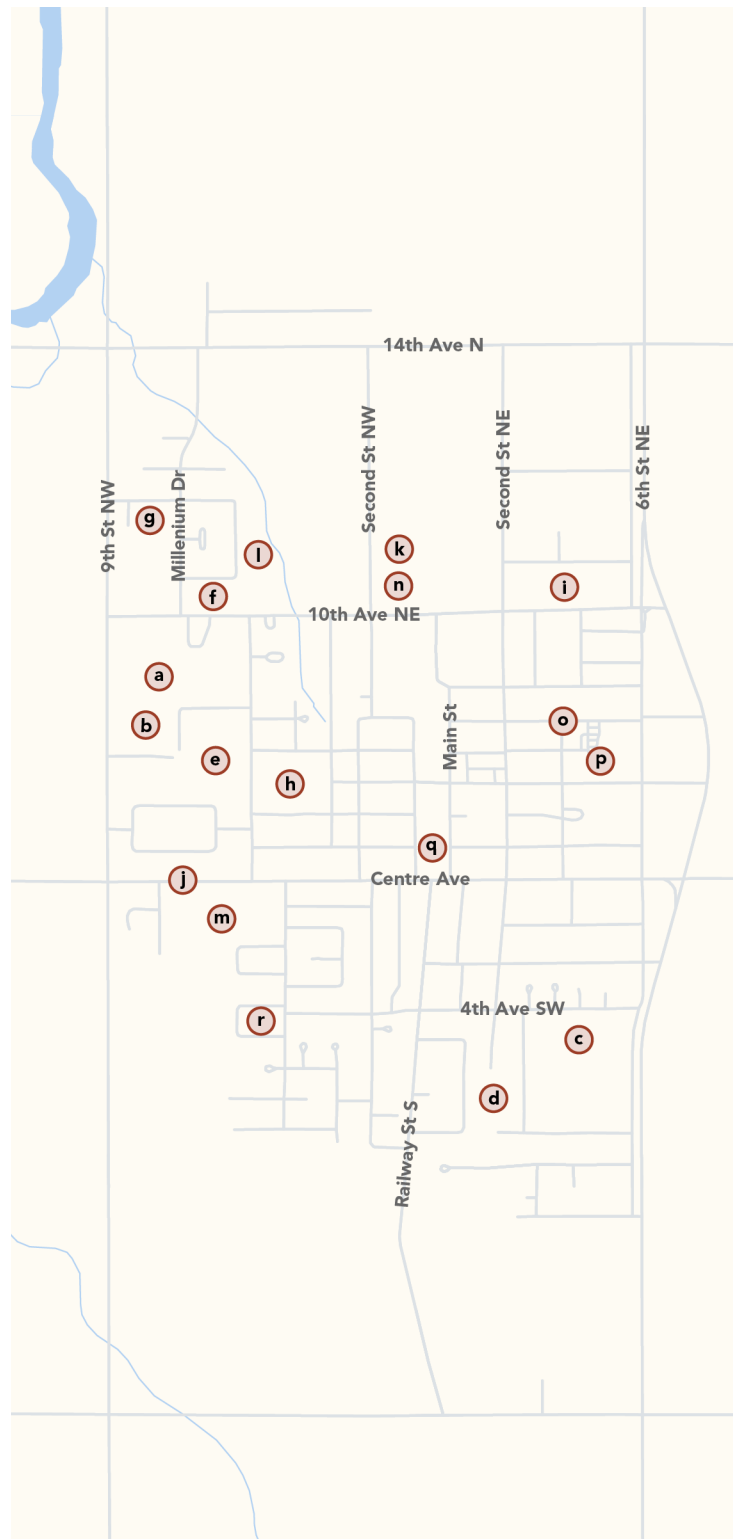 14th Ave N
Second St NW
Second St NE
6th St NE
9th St NW
Millenium Dr
g
k
l
n
i
f
10th Ave NE
a
b
o
Main St
e
p
h
q
j
Centre Ave
m
4th Ave SW
r
c
d
Railway St S